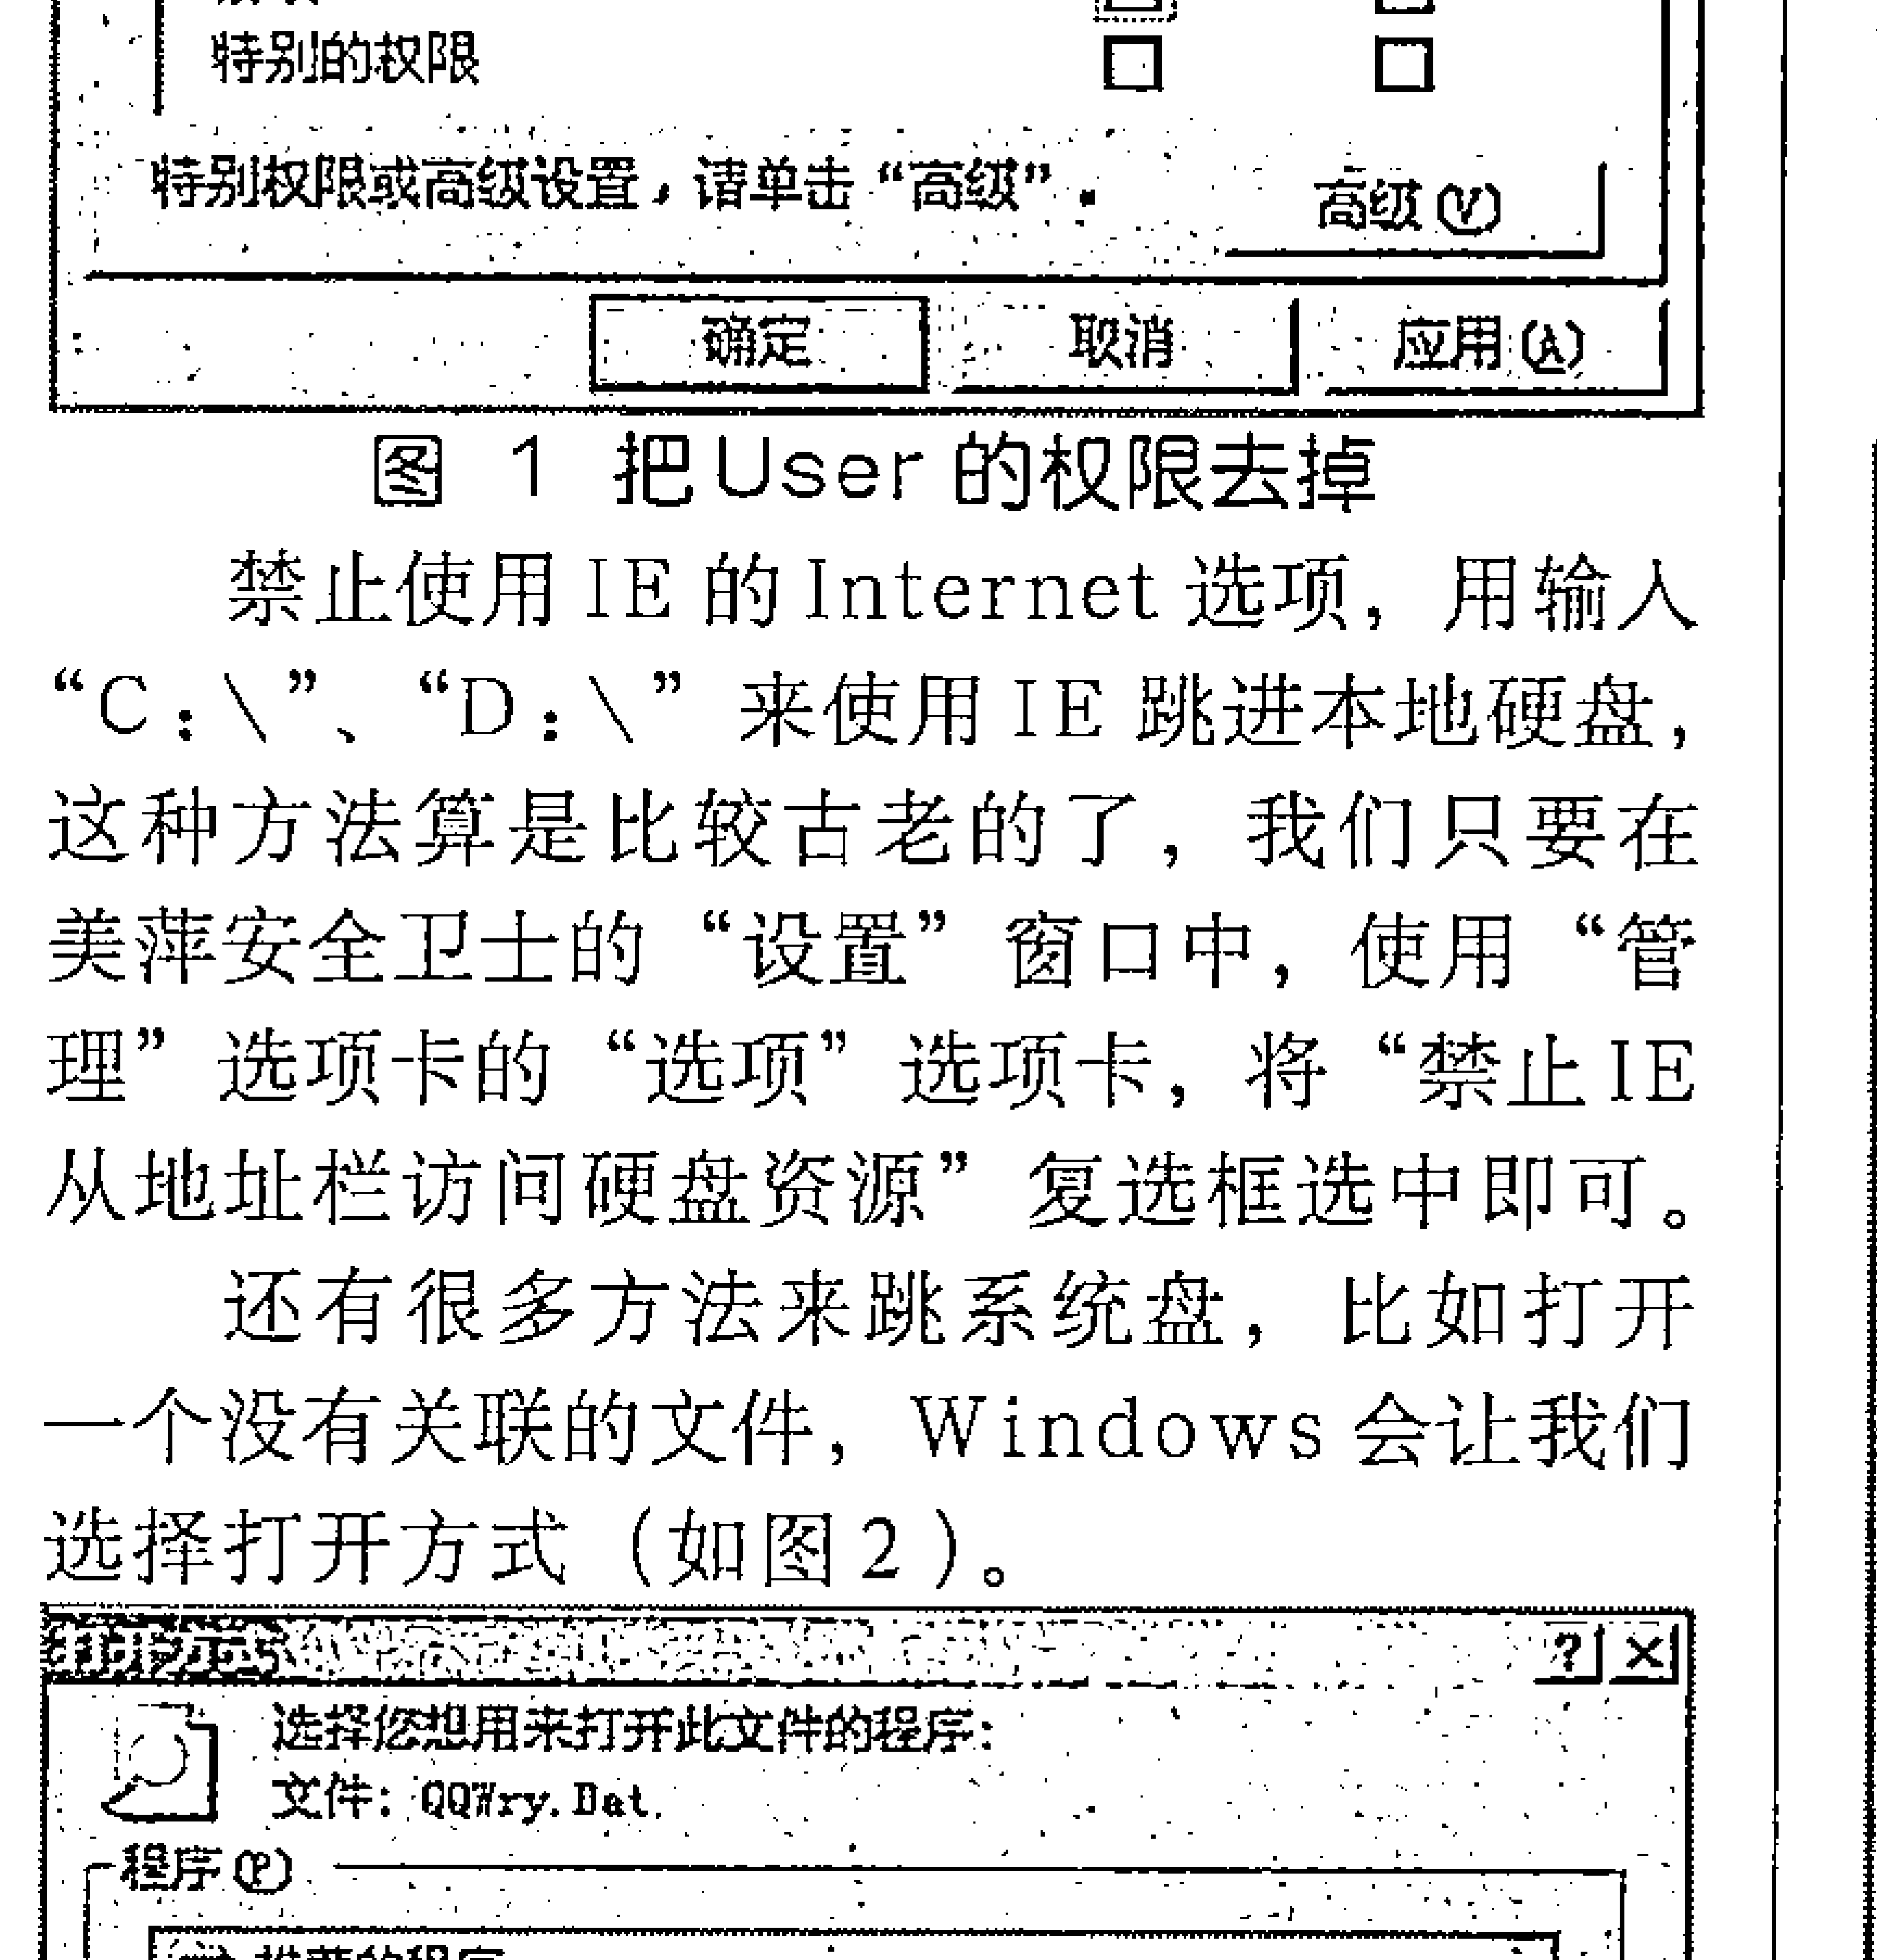 特别的权限
特别权限或高级设置，请单击“高级”。
高级(V)
确定 取消 应用(A)
图 1 把User的权限去掉
禁止使用IE的Internet选项，用输入
“C：\”、“D：\”来使用IE跳进本地硬盘，
这种方法算是比较古老的了，我们只要在
美萍安全卫士的“设置”窗口中，使用“管
理”选项卡的“选项”选项卡，将“禁止IE
从地址栏访问硬盘资源”复选框选中即可。
还有很多方法来跳系统盘，比如打开
一个没有关联的文件，Windows会让我们
选择打开方式（如图2）。
打开方式
选择您想用来打开此文件的程序：
文件：QQWry.Dat
程序(P)
推荐的程序